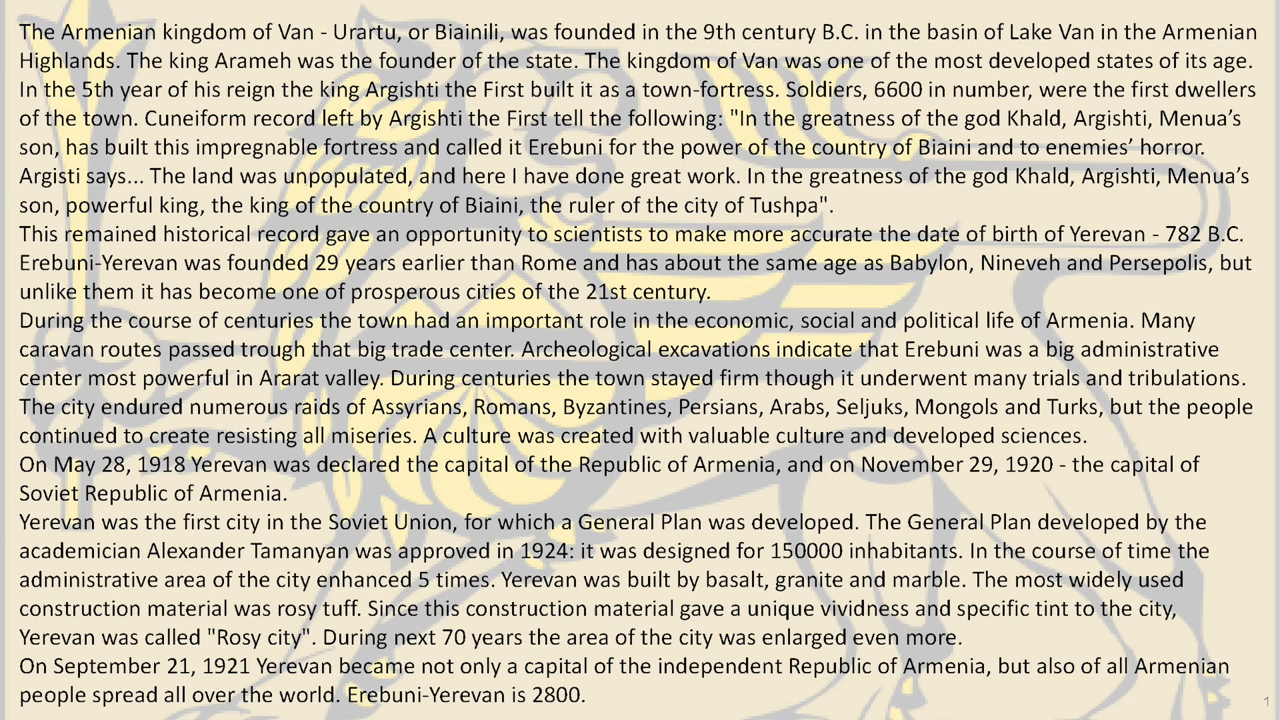 The Armenian kingdom of Van - Urartu, or Biainili, was founded in the 9th century B.C. in the basin of Lake Van in the Armenian
Highlands. The king Arameh was the founder of the state. The kingdom of Van was one of the most developed states of its age.
In the 5th year of his reign the king Argishti the First built it as a town-fortress. Soldiers, 6600 in number, were the first dwellers
of the town. Cuneiform record left by Argishti the First tell the following: "In the greatness of the god Khald, Argishti, Menua’s
son, has built this impregnable fortress and called it Erebuni for the power of the country of Biaini and to enemies’ horror.
Argisti says... The land was unpopulated, and here I have done great work. In the greatness of the god Khald, Argishti, Menua’s
son, powerful king, the king of the country of Biaini, the ruler of the city of Tushpa".
This remained historical record gave an opportunity to scientists to make more accurate the date of birth of Yerevan - 782 B.C.
Erebuni-Yerevan was founded 29 years earlier than Rome and has about the same age as Babylon, Nineveh and Persepolis, but
unlike them it has become one of prosperous cities of the 21st century.
During the course of centuries the town had an important role in the economic, social and political life of Armenia. Many
caravan routes passed trough that big trade center. Archeological excavations indicate that Erebuni was a big administrative
center most powerful in Ararat valley. During centuries the town stayed firm though it underwent many trials and tribulations.
The city endured numerous raids of Assyrians, Romans, Byzantines, Persians, Arabs, Seljuks, Mongols and Turks, but the people
continued to create resisting all miseries. A culture was created with valuable culture and developed sciences.
On May 28, 1918 Yerevan was declared the capital of the Republic of Armenia, and on November 29, 1920 - the capital of
Soviet Republic of Armenia.
Yerevan was the first city in the Soviet Union, for which a General Plan was developed. The General Plan developed by the
academician Alexander Tamanyan was approved in 1924: it was designed for 150000 inhabitants. In the course of time the
administrative area of the city enhanced 5 times. Yerevan was built by basalt, granite and marble. The most widely used
construction material was rosy tuff. Since this construction material gave a unique vividness and specific tint to the city,
Yerevan was called "Rosy city". During next 70 years the area of the city was enlarged even more.
On September 21, 1921 Yerevan became not only a capital of the independent Republic of Armenia, but also of all Armenian
people spread all over the world. Erebuni-Yerevan is 2800.
1